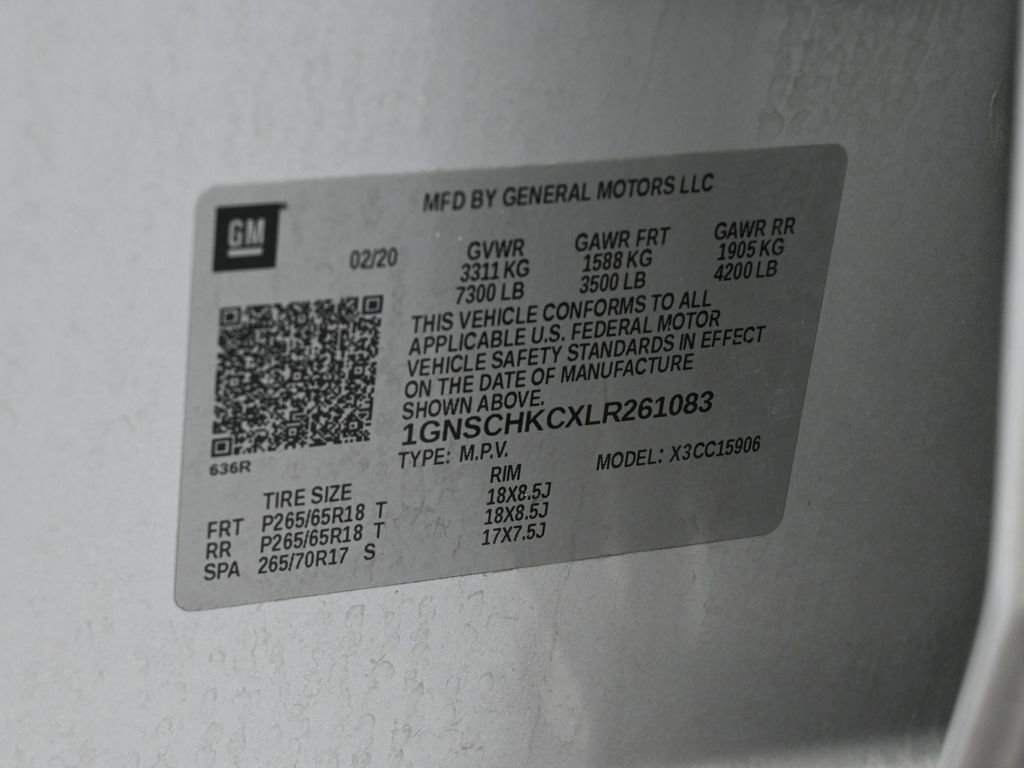 GM
MFD BY GENERAL MOTORS LLC
02/20
GVWR GAWR FRT GAWR RR
3311 KG 1588 KG 1905 KG
7300 LB 3500 LB 4200 LB
THIS VEHICLE CONFORMS TO ALL
APPLICABLE U.S. FEDERAL MOTOR
VEHICLE SAFETY STANDARDS IN EFFECT
ON THE DATE OF MANUFACTURE
SHOWN ABOVE.
1GNSCHKCXLR261083
636R
TYPE: M.P.V. MODEL: X3CC15906
TIRE SIZE RIM
FRT P265/65R18 T 18X8.5J
RR P265/65R18 T 18X8.5J
SPA 265/70R17 S 17X7.5J